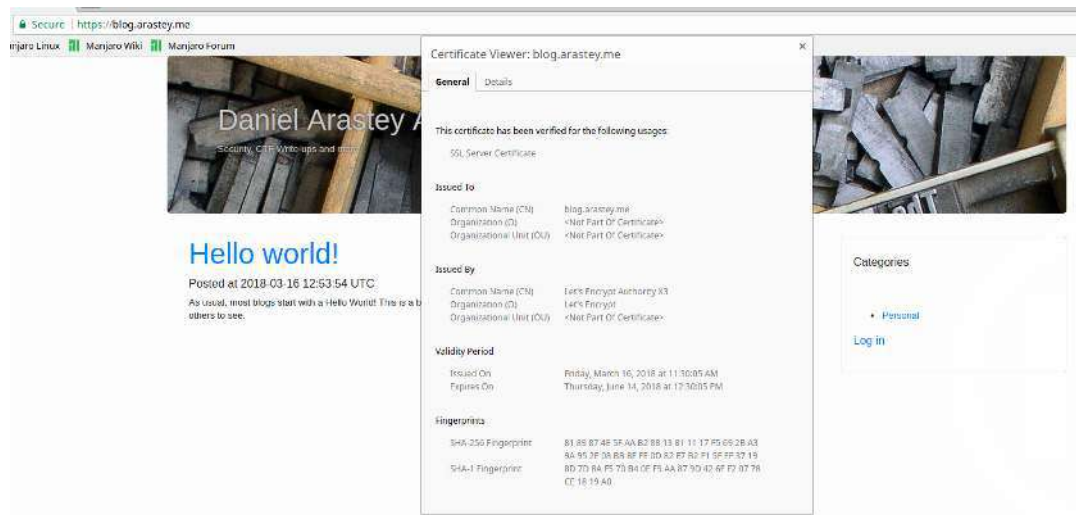 Secure https://blog.arastey.me
njaro Linux Manjaro Wiki Manjaro Forum
Certificate Viewer: blog.arastey.me
General Details
Daniel Arastey A
Security, CTF Write-ups and more
This certificate has been verified for the following usages:
SSL Server Certificate
Issued To
Common Name (CN) blog.arastey.me
Organization (O) <Not Part Of Certificate>
Organizational Unit (OU) <Not Part Of Certificate>
Hello world!
Posted at 2018-03-16 12:53:54 UTC
As usual, most blogs start with a Hello World! This is a b
others to see.
Issued By
Common Name (CN) Let's Encrypt Authority X3
Organization (O) Let's Encrypt
Organizational Unit (OU) <Not Part Of Certificate>
Validity Period
Issued On Friday, March 16, 2018 at 11:30:05 AM
Expires On Thursday, June 14, 2018 at 12:30:05 PM
Fingerprints
SHA-256 Fingerprint
SHA-1 Fingerprint
CC 18 19 A0
Categories
Personal
Log in